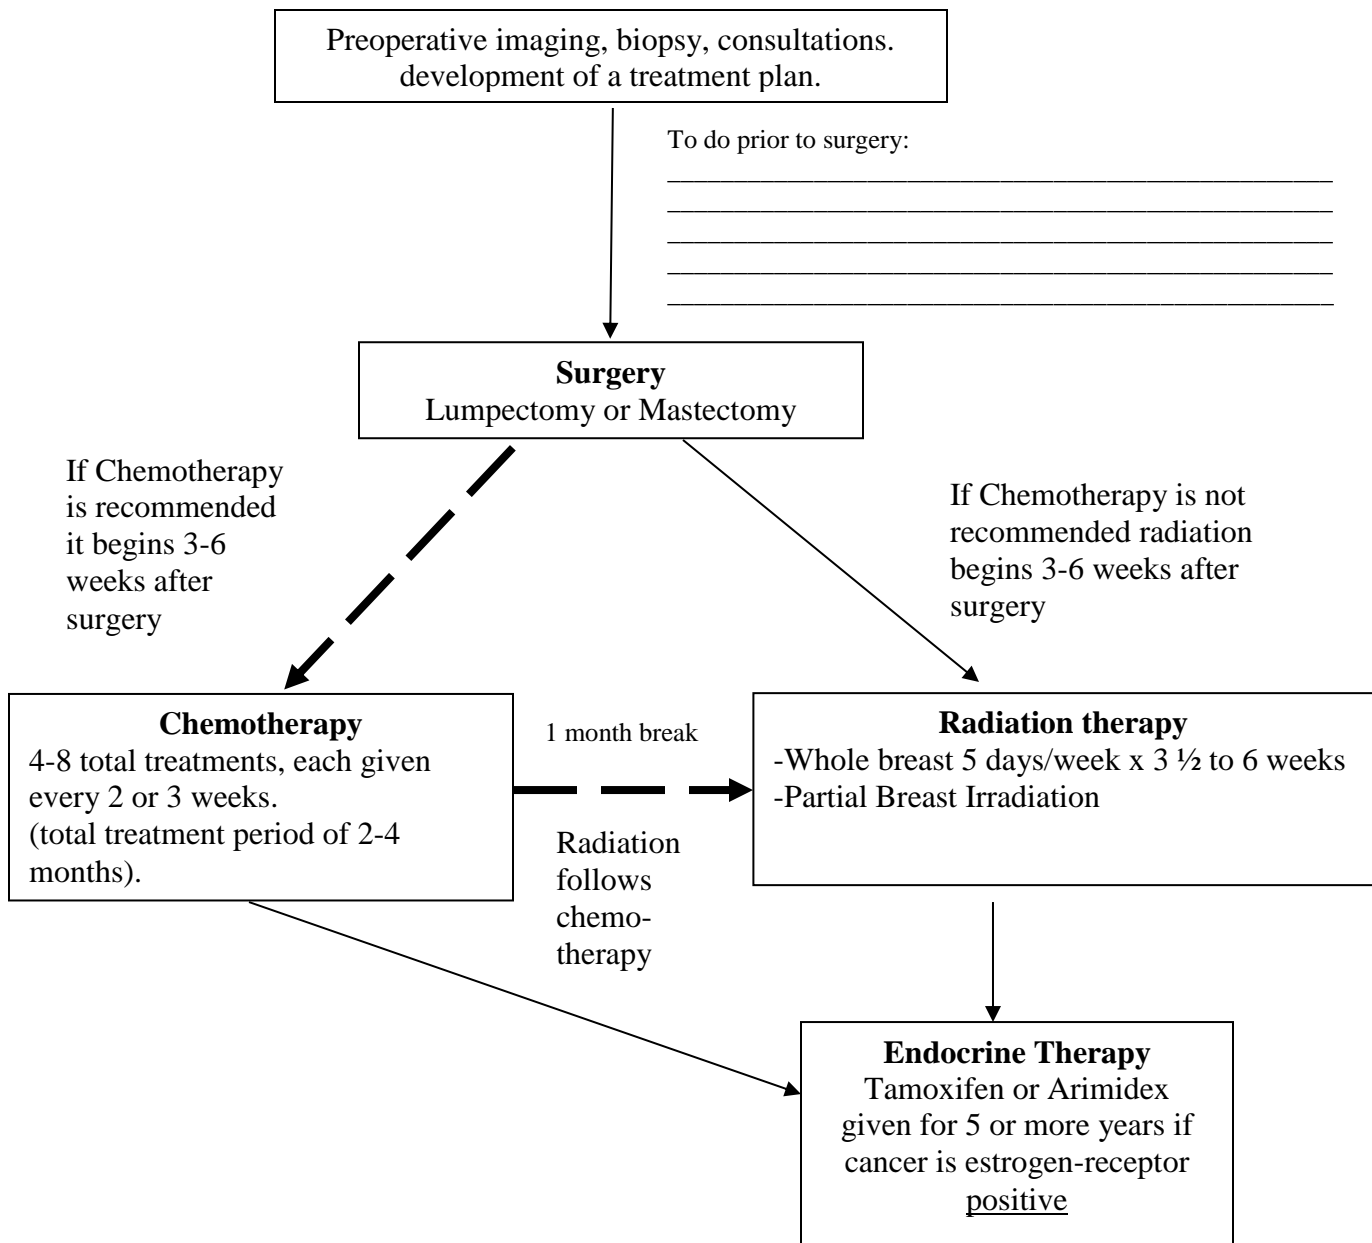 Preoperative imaging, biopsy, consultations.
development of a treatment plan.
To do prior to surgery:
Surgery
Lumpectomy or Mastectomy
If Chemotherapy
is recommended
it begins 3-6
weeks after
surgery
If Chemotherapy is not
recommended radiation
begins 3-6 weeks after
surgery
Chemotherapy
4-8 total treatments, each given
every 2 or 3 weeks.
(total treatment period of 2-4
months).
1 month break
Radiation
follows
chemo-
therapy
Radiation therapy
-Whole breast 5 days/week x 3 ½ to 6 weeks
-Partial Breast Irradiation
Endocrine Therapy
Tamoxifen or Arimidex
given for 5 or more years if
cancer is estrogen-receptor
positive